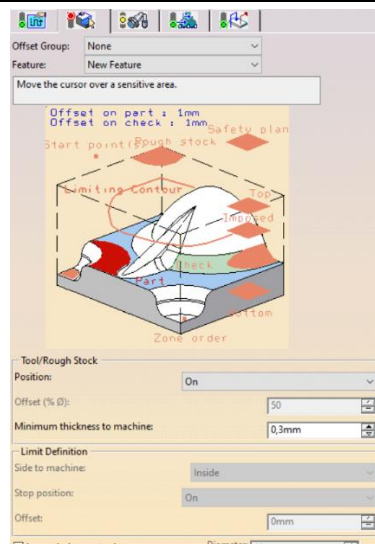 Offset Group: None
Feature: New Feature
Move the cursor over a sensitive area.
Offset on part : 1mm
Offset on check : 1mm
Safety plan
Start point(s) Rough stock
Limiting Contour
Top
Imposed
Check
Part
Bottom
Zone order
Tool/Rough Stock
Position: On
Offset (% Ø): 50
Minimum thickness to machine: 0,3mm
Limit Definition
Side to machine: Inside
Stop position: On
Offset: 0mm